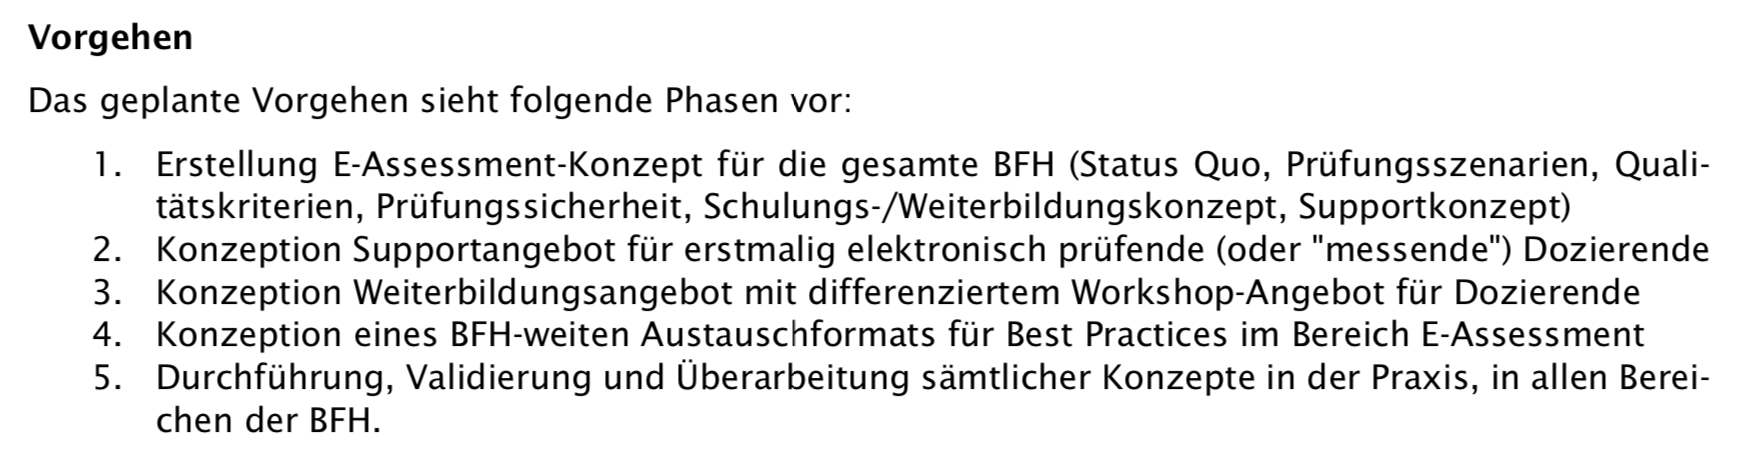 Vorgehen
Das geplante Vorgehen sieht folgende Phasen vor:
1. Erstellung E-Assessment-Konzept für die gesamte BFH (Status Quo, Prüfungsszenarien, Quali-
tätskriterien, Prüfungssicherheit, Schulungs-/Weiterbildungskonzept, Supportkonzept)
2. Konzeption Supportangebot für erstmalig elektronisch prüfende (oder "messende") Dozierende
3. Konzeption Weiterbildungsangebot mit differenziertem Workshop-Angebot für Dozierende
4. Konzeption eines BFH-weiten Austauschformats für Best Practices im Bereich E-Assessment
5. Durchführung, Validierung und Überarbeitung sämtlicher Konzepte in der Praxis, in allen Berei-
chen der BFH.